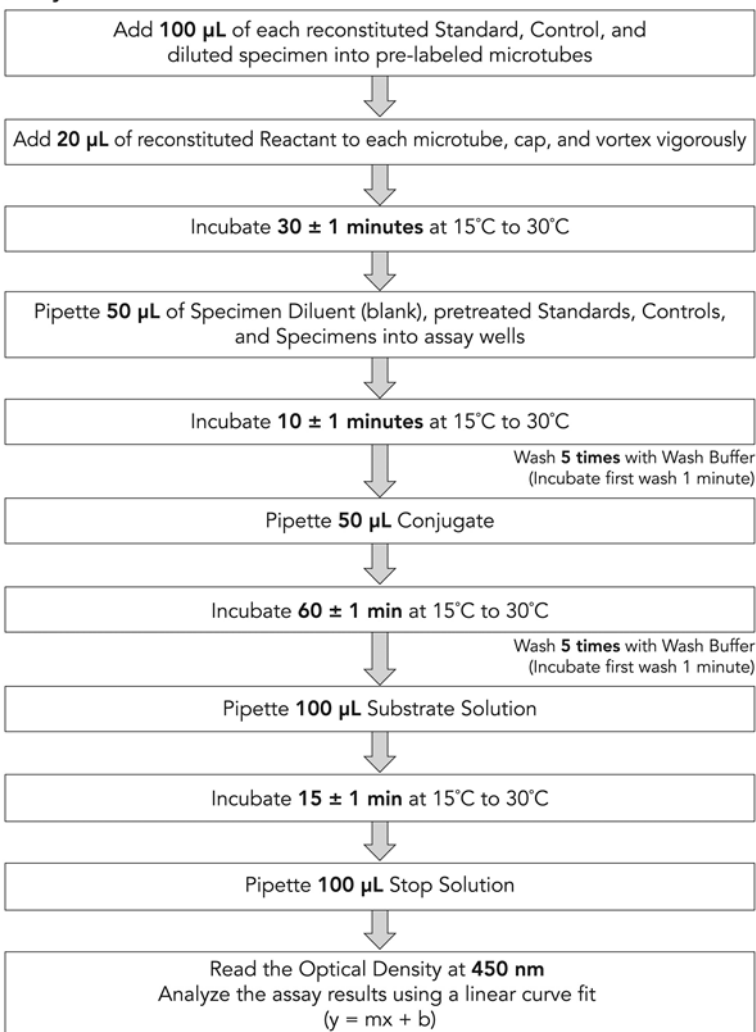 Add 100 µL of each reconstituted Standard, Control, and
diluted specimen into pre-labeled microtubes
Add 20 µL of reconstituted Reactant to each microtube, cap, and vortex vigorously
Incubate 30 ± 1 minutes at 15˚C to 30˚C
Pipette 50 µL of Specimen Diluent (blank), pretreated Standards, Controls,
and Specimens into assay wells
Incubate 10 ± 1 minutes at 15˚C to 30˚C
Wash 5 times with Wash Buffer
(Incubate first wash 1 minute)
Pipette 50 µL Conjugate
Incubate 60 ± 1 min at 15˚C to 30˚C
Wash 5 times with Wash Buffer
(Incubate first wash 1 minute)
Pipette 100 µL Substrate Solution
Incubate 15 ± 1 min at 15˚C to 30˚C
Pipette 100 µL Stop Solution
Read the Optical Density at 450 nm
Analyze the assay results using a linear curve fit
(y = mx + b)